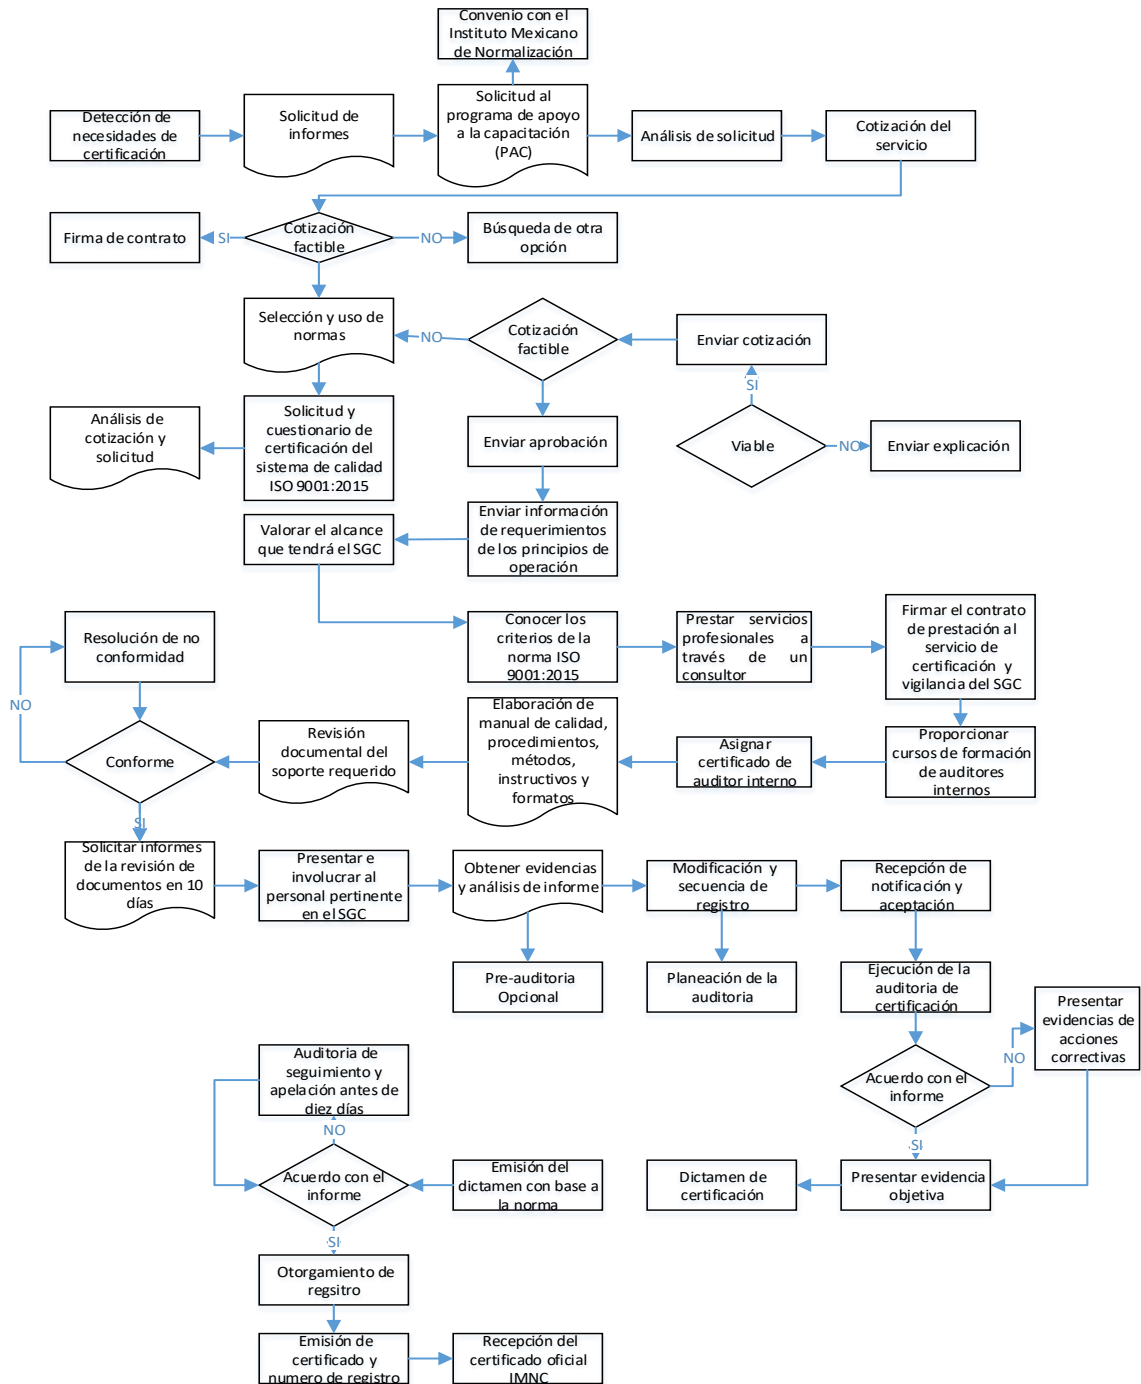 Convenio con el
Instituto Mexicano
de Normalización
Detección de
necesidades de
certificación
Solicitud de
informes
Solicitud al
programa de apoyo
a la capacitación
(PAC)
Análisis de solicitud
Cotización del
servicio
Firma de contrato
SI
Cotización
factible
NO
Búsqueda de otra
opción
Selección y uso de
normas
NO
Cotización
factible
Enviar cotización
SI
Análisis de
cotización y
solicitud
Solicitud y
cuestionario de
certificación del
sistema de calidad
ISO 9001:2015
Enviar aprobación
Viable
NO
Enviar explicación
Valorar el alcance
que tendrá el SGC
Enviar información
de requerimientos
de los principios de
operación
Resolución de no
conformidad
Conocer los
criterios de la
norma ISO
9001:2015
Prestar servicios
profesionales a
través de un
consultor
Firmar el contrato
de prestación al
servicio de
certificación y
vigilancia del SGC
NO
Conforme
Revisión
documental del
soporte requerido
Elaboración de
manual de calidad,
procedimientos,
métodos,
instructivos y
formatos
Asignar
certificado de
auditor interno
Proporcionar
cursos de formación
de auditores
internos
SI
Solicitar informes
de la revisión de
documentos en 10
días
Presentar e
involucrar al
personal pertinente
en el SGC
Obtener evidencias
y análisis de informe
Modificación y
secuencia de
registro
Recepción de
notificación y
aceptación
Pre-auditoria
Opcional
Planeación de la
auditoria
Ejecución de la
auditoria de
certificación
Presentar
evidencias de
acciones
correctivas
Auditoria de
seguimiento y
apelación antes de
diez días
NO
Acuerdo con el
informe
NO
SI
Acuerdo con el
informe
Emisión del
dictamen con base a
la norma
Dictamen de
certificación
Presentar evidencia
objetiva
SI
Otorgamiento de
regsitro
Emisión de
certificado y
numero de registro
Recepción del
certificado oficial
IMNC